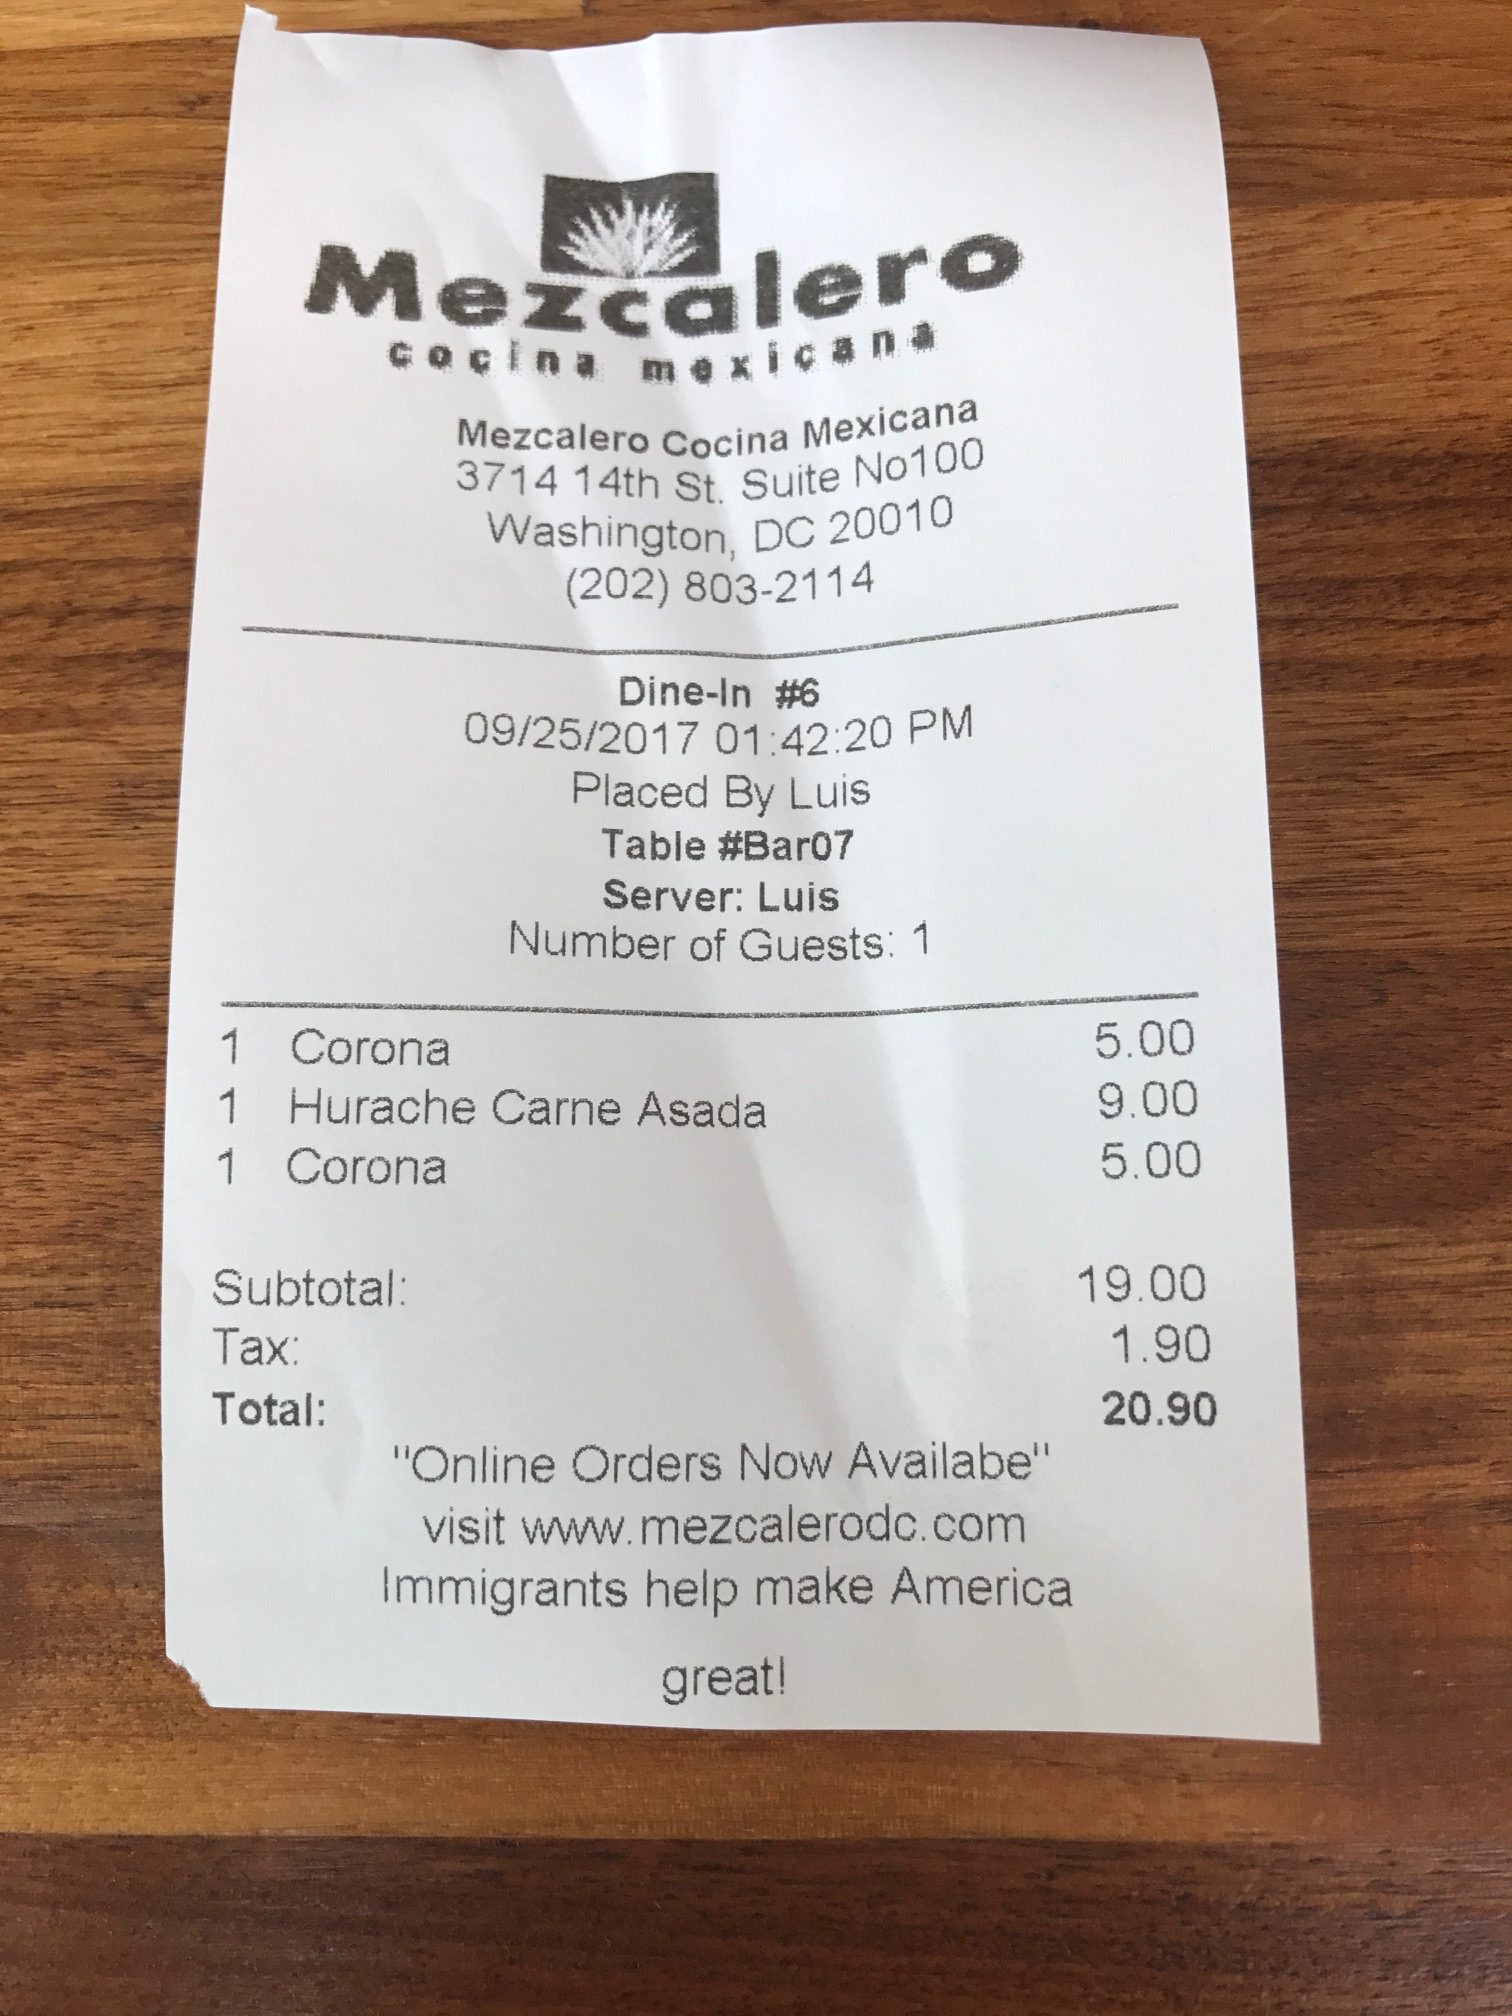 Mezcalero
cocina mexicana
Mezcalero Cocina Mexicana
3714 14th St. Suite No100
Washington, DC 20010
(202) 803-2114
Dine-In #6
09/25/2017 01:42:20 PM
Placed By Luis
Table #Bar07
Server: Luis
Number of Guests: 1
1 Corona 5.00
1 Hurache Carne Asada 9.00
1 Corona 5.00
Subtotal: 19.00
Tax: 1.90
Total: 20.90
"Online Orders Now Availabe"
visit www.mezcalerodc.com
Immigrants help make America
great!